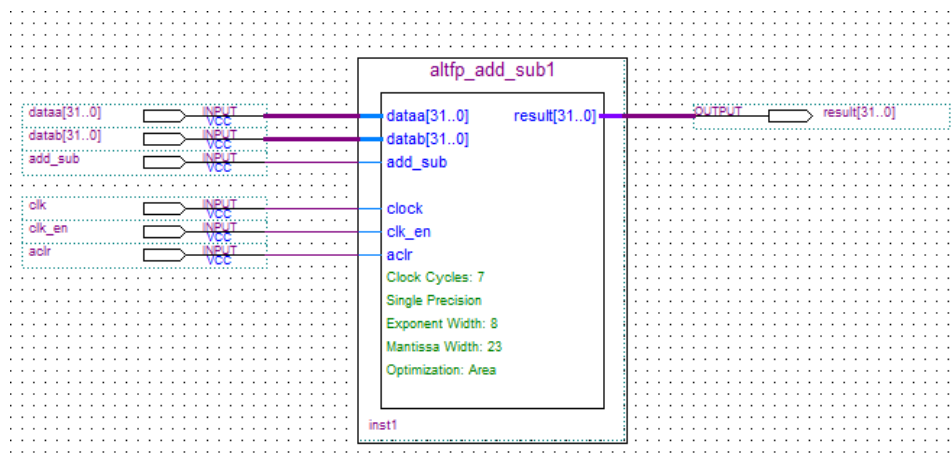 altfp_add_sub1
dataa[31..0] INPUT VCC dataa[31..0] result[31..0] OUTPUT result[31..0]
datab[31..0] INPUT VCC datab[31..0]
add_sub INPUT VCC add_sub
clk INPUT VCC clock
clk_en INPUT VCC clk_en
aclr INPUT VCC aclr
Clock Cycles: 7
Single Precision
Exponent Width: 8
Mantissa Width: 23
Optimization: Area
inst1